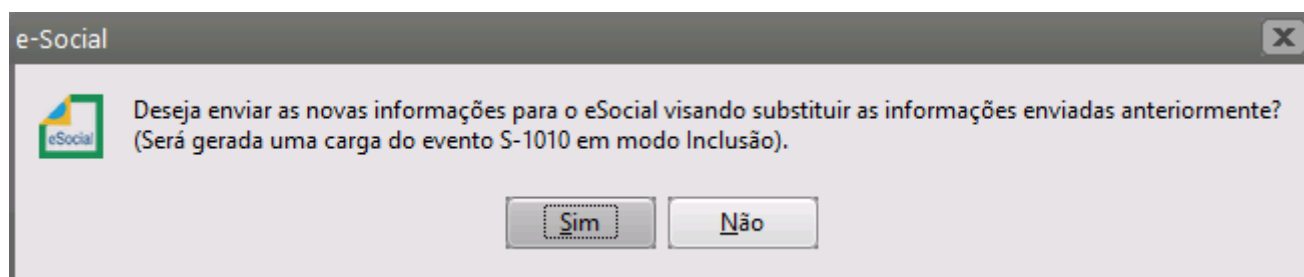 e-Social
Deseja enviar as novas informações para o eSocial visando substituir as informações enviadas anteriormente?
(Será gerada uma carga do evento S-1010 em modo Inclusão).
eSocial
Sim
Não